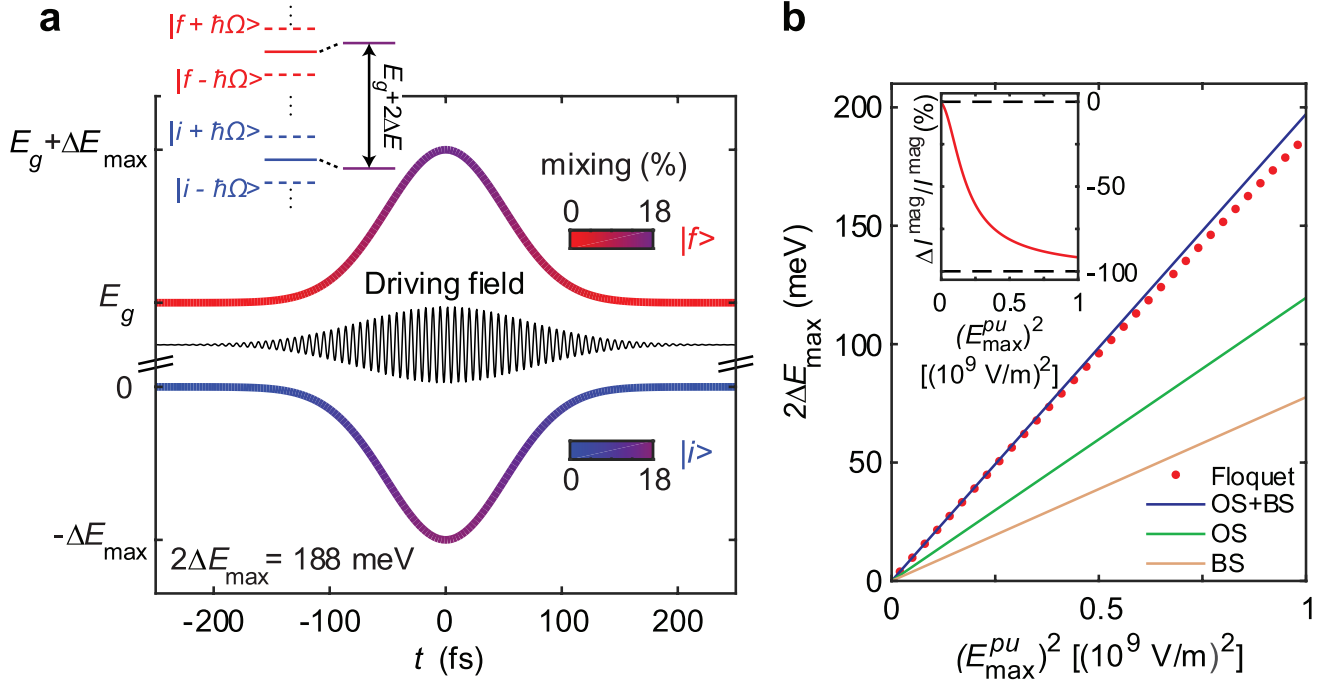 a
|f + ħΩ>
|f - ħΩ>
|i + ħΩ>
|i - ħΩ>
E_g+2ΔE
E_g +ΔE_max
E_g
0
-ΔE_max
mixing (%)
0 18
|f>
Driving field
|i>
0 18
2ΔE_max = 188 meV
-200 -100 0 100 200
t (fs)
b
200
150
100
50
0
2ΔE_max (meV)
0
-50
-100
ΔI^mag/I^mag (%)
0 0.5 1
(E^pu_max)^2
[(10^9 V/m)^2]
Floquet
OS+BS
OS
BS
0 0.5 1
(E^pu_max)^2 [(10^9 V/m)^2]